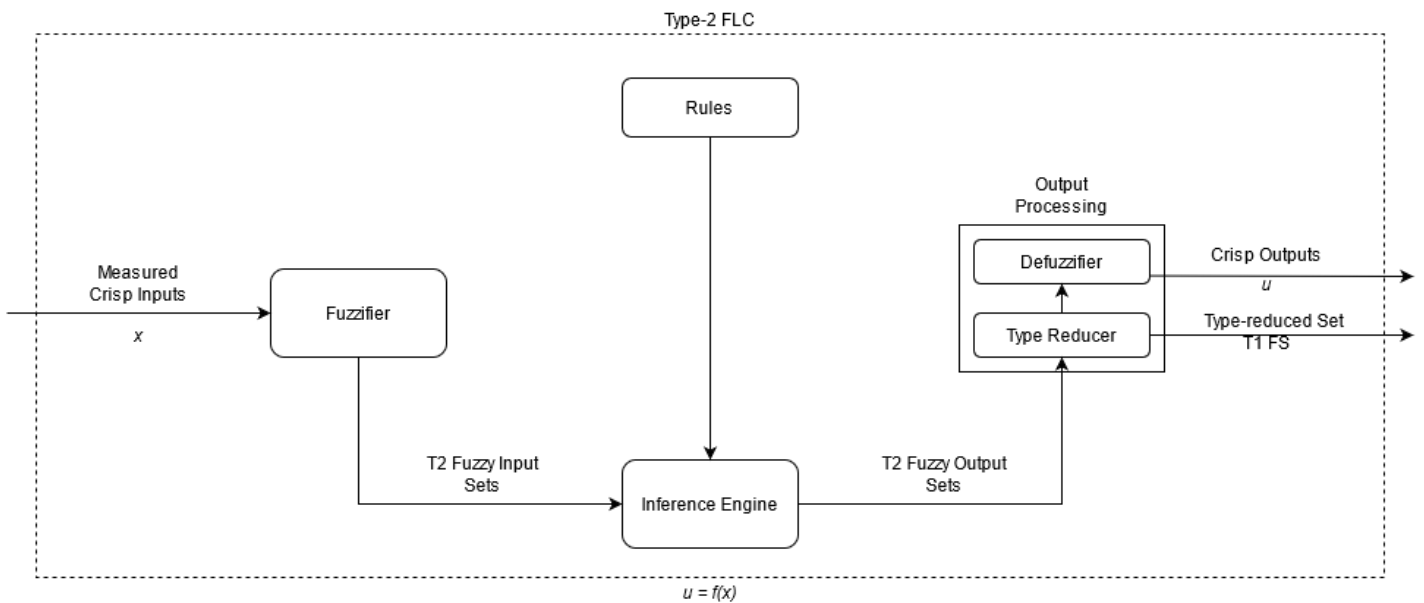 Type-2 FLC
Rules
Output
Processing
Defuzzifier
Crisp Outputs
u
Measured
Crisp Inputs
x
Fuzzifier
Type Reducer
Type-reduced Set
T1 FS
T2 Fuzzy Input
Sets
Inference Engine
T2 Fuzzy Output
Sets
u = f(x)